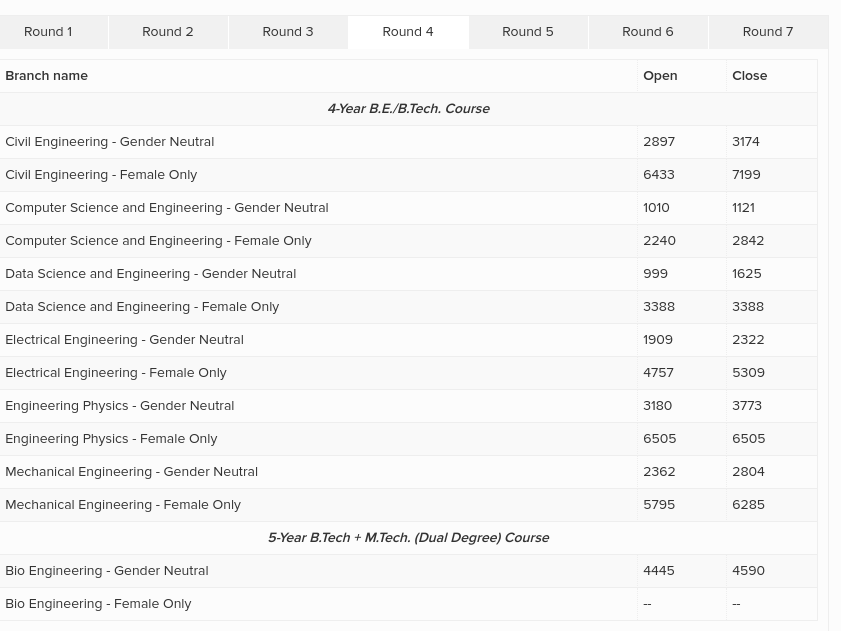 Round 1 Round 2 Round 3 Round 4 Round 5 Round 6 Round 7
Branch name Open Close
4-Year B.E./B.Tech. Course
Civil Engineering - Gender Neutral 2897 3174
Civil Engineering - Female Only 6433 7199
Computer Science and Engineering - Gender Neutral 1010 1121
Computer Science and Engineering - Female Only 2240 2842
Data Science and Engineering - Gender Neutral 999 1625
Data Science and Engineering - Female Only 3388 3388
Electrical Engineering - Gender Neutral 1909 2322
Electrical Engineering - Female Only 4757 5309
Engineering Physics - Gender Neutral 3180 3773
Engineering Physics - Female Only 6505 6505
Mechanical Engineering - Gender Neutral 2362 2804
Mechanical Engineering - Female Only 5795 6285
5-Year B.Tech + M.Tech. (Dual Degree) Course
Bio Engineering - Gender Neutral 4445 4590
Bio Engineering - Female Only -- --